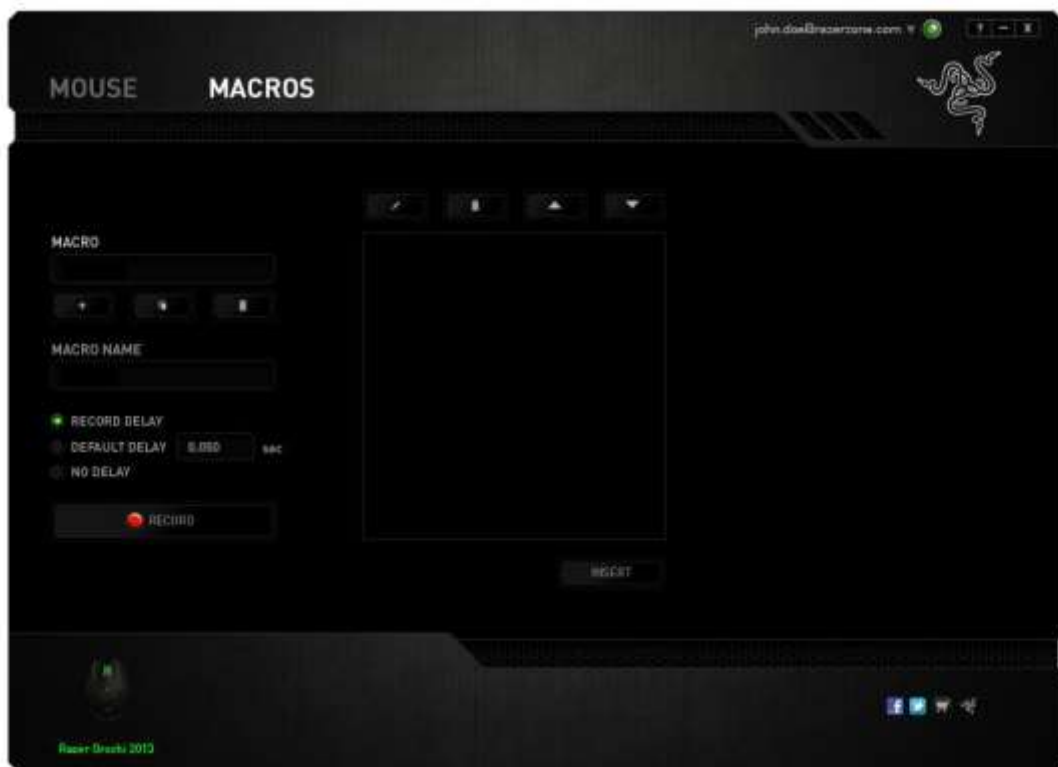 john.doe@razerzone.com
? - X
MOUSE MACROS
MACRO
MACRO NAME
RECORD DELAY
DEFAULT DELAY 0.050 sec
NO DELAY
RECORD
INSERT
Razer Orochi 2013